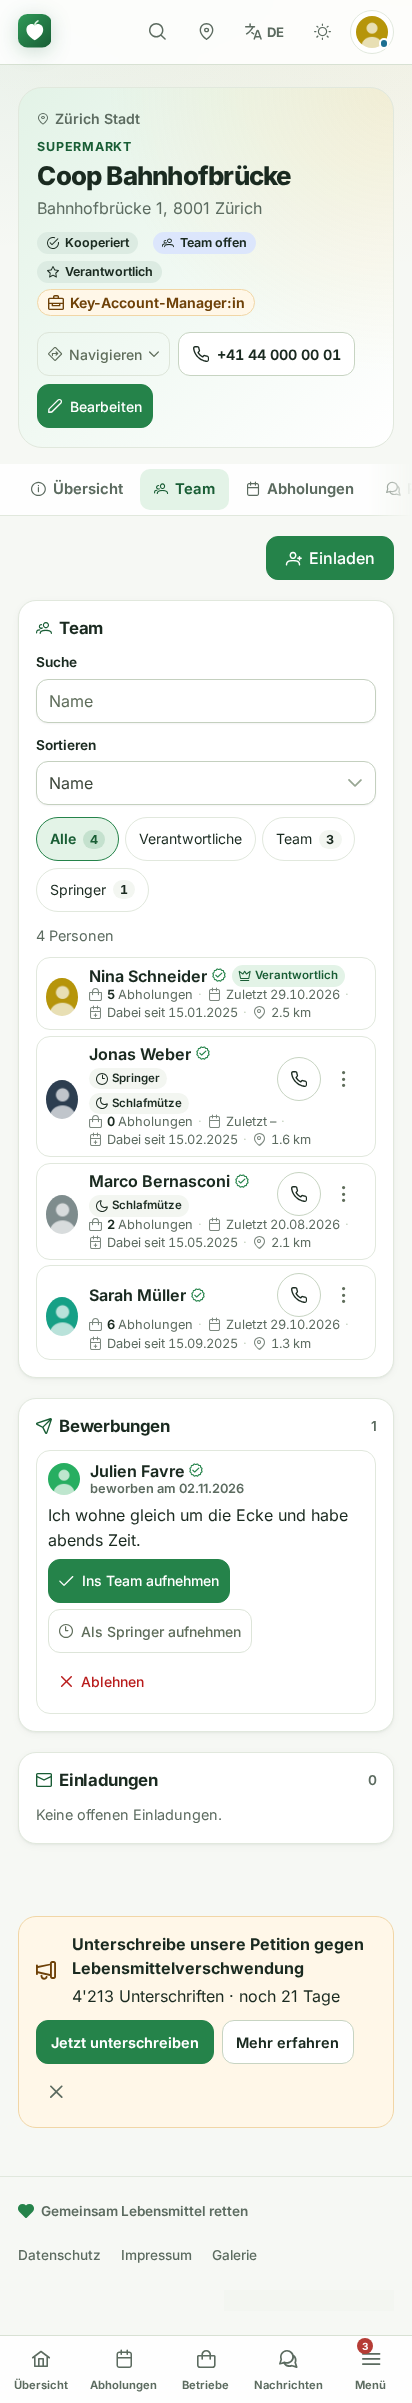 DE
Zürich Stadt
SUPERMARKT
Coop Bahnhofbrücke
Bahnhofbrücke 1, 8001 Zürich
Kooperiert Team offen
Verantwortlich
Key-Account-Manager:in
Navigieren +41 44 000 00 01
Bearbeiten
Übersicht Team Abholungen
Einladen
Team
Suche
Name
Sortieren
Name
Alle 4 Verantwortliche Team 3
Springer 1
4 Personen
Nina Schneider Verantwortlich
5 Abholungen · Zuletzt 29.10.2026 ·
Dabei seit 15.01.2025 · 2.5 km
Jonas Weber
Springer
Schlafmütze
0 Abholungen · Zuletzt – ·
Dabei seit 15.02.2025 · 1.6 km
Marco Bernasconi
Schlafmütze
2 Abholungen · Zuletzt 20.08.2026 ·
Dabei seit 15.05.2025 · 2.1 km
Sarah Müller
6 Abholungen · Zuletzt 29.10.2026 ·
Dabei seit 15.09.2025 · 1.3 km
Bewerbungen 1
Julien Favre
beworben am 02.11.2026
Ich wohne gleich um die Ecke und habe
abends Zeit.
Ins Team aufnehmen
Als Springer aufnehmen
Ablehnen
Einladungen 0
Keine offenen Einladungen.
Unterschreibe unsere Petition gegen
Lebensmittelverschwendung
4'213 Unterschriften · noch 21 Tage
Jetzt unterschreiben Mehr erfahren
Gemeinsam Lebensmittel retten
Datenschutz Impressum Galerie
3
Übersicht Abholungen Betriebe Nachrichten Menü